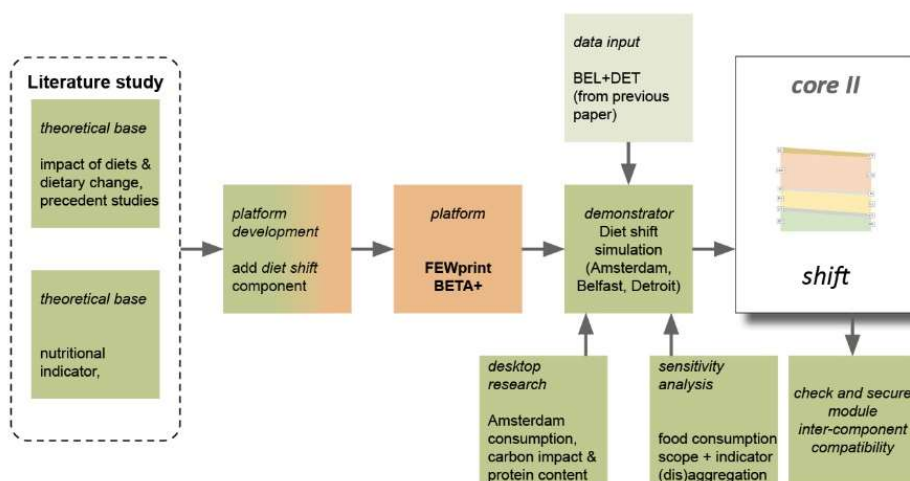 Literature study
theoretical base
impact of diets &
dietary change,
precedent studies
theoretical base
nutritional
indicator,
platform
development
add diet shift
component
platform
FEWprint
BETA+
data input
BEL+DET
(from previous
paper)
demonstrator
Diet shift
simulation
(Amsterdam,
Belfast, Detroit)
desktop
research
Amsterdam
consumption,
carbon impact &
protein content
sensitivity
analysis
food consumption
scope + indicator
(dis)aggregation
core II
shift
check and secure
module
inter-component
compatibility